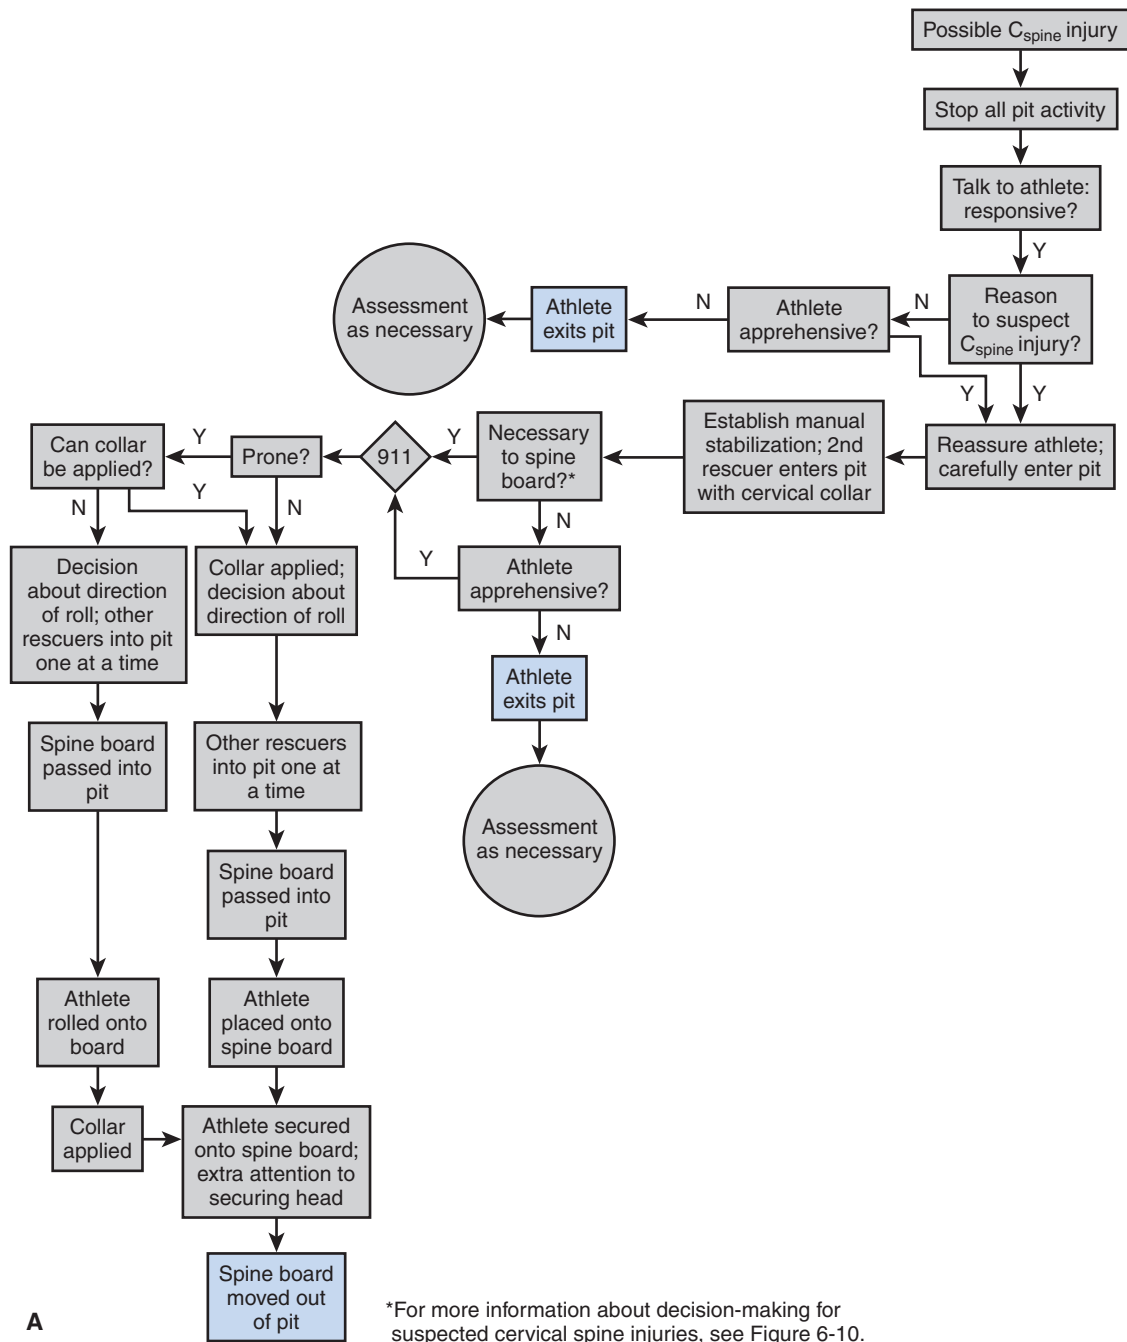 Possible Cspine injury
Stop all pit activity
Talk to athlete:
responsive?
Y
Reason
to suspect
Cspine injury?
N
Y
Athlete
apprehensive?
N
Y
Athlete
exits pit
Assessment
as necessary
Reassure athlete;
carefully enter pit
Establish manual
stabilization; 2nd
rescuer enters pit
with cervical collar
Necessary
to spine
board?*
Y
N
911
Athlete
apprehensive?
Y
N
Athlete
exits pit
Assessment
as necessary
Prone?
Y
N
Can collar
be applied?
Y
N
Decision
about direction
of roll; other
rescuers into pit
one at a time
Spine board
passed into
pit
Athlete
rolled onto
board
Collar
applied
Collar applied;
decision about
direction of roll
Other rescuers
into pit one at
a time
Spine board
passed into
pit
Athlete
placed onto
spine board
Athlete secured
onto spine board;
extra attention to
securing head
Spine board
moved out
of pit
A
*For more information about decision-making for
suspected cervical spine injuries, see Figure 6-10.